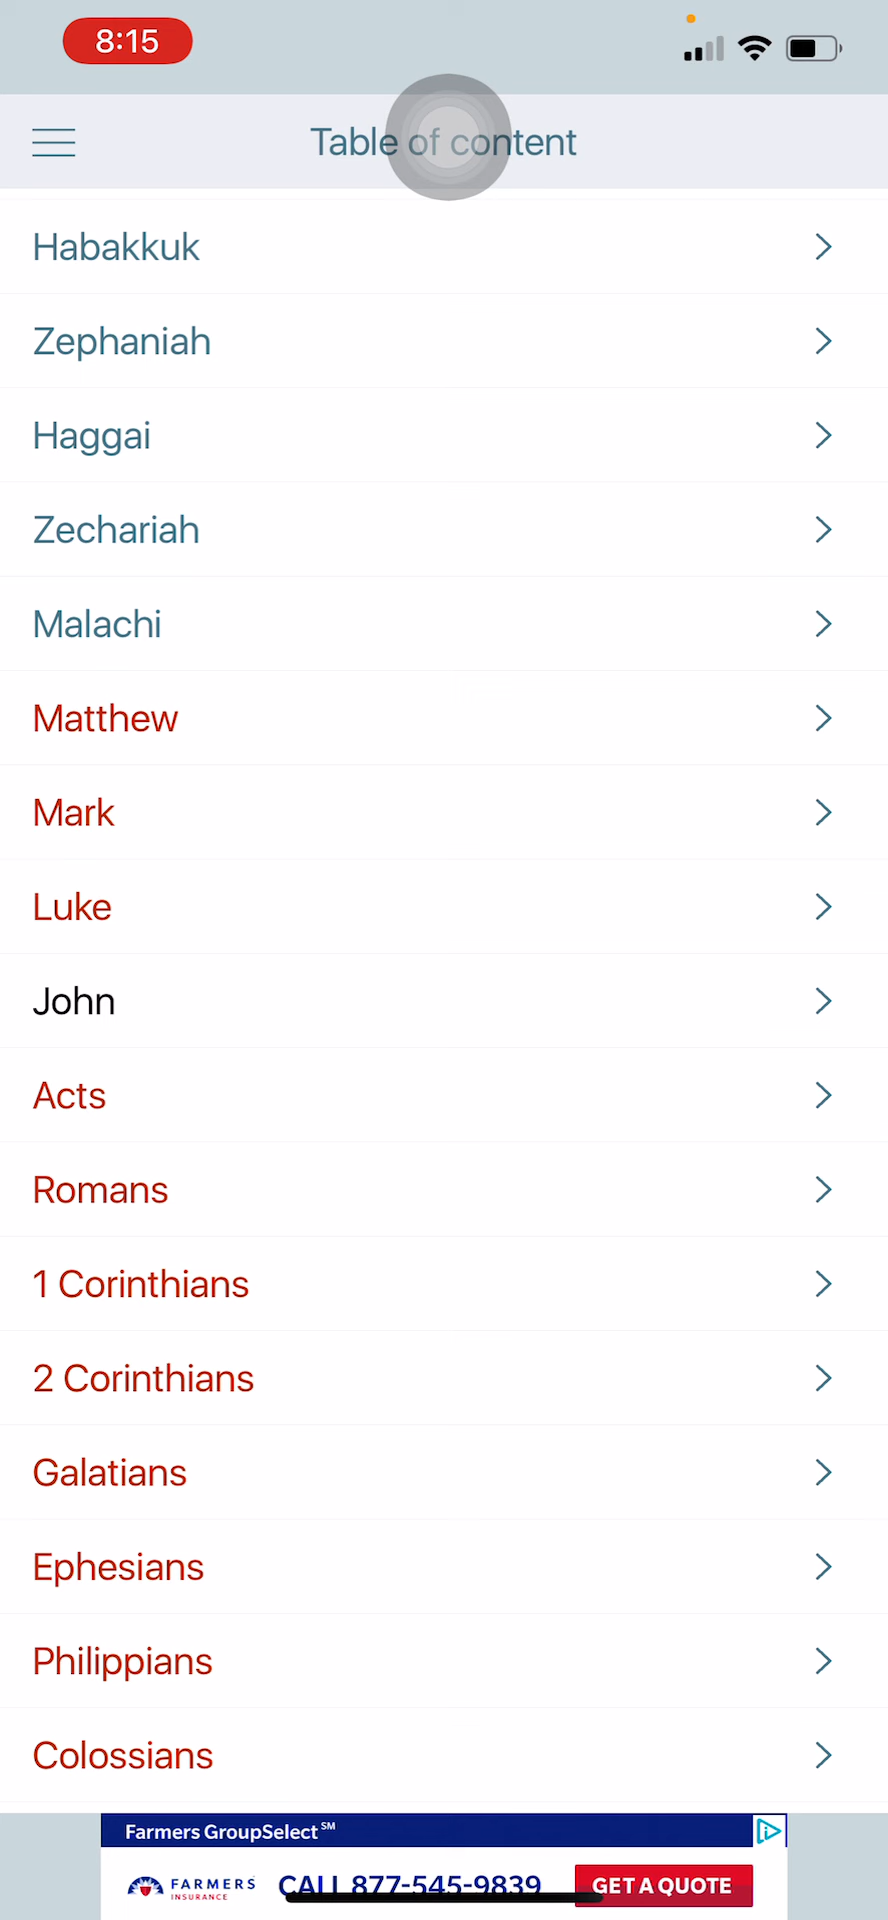 8:15
Table of content
Habakkuk
Zephaniah
Haggai
Zechariah
Malachi
Matthew
Mark
Luke
John
Acts
Romans
1 Corinthians
2 Corinthians
Galatians
Ephesians
Philippians
Colossians
Farmers GroupSelect℠
FARMERS
INSURANCE
CALL 877-545-9839
GET A QUOTE